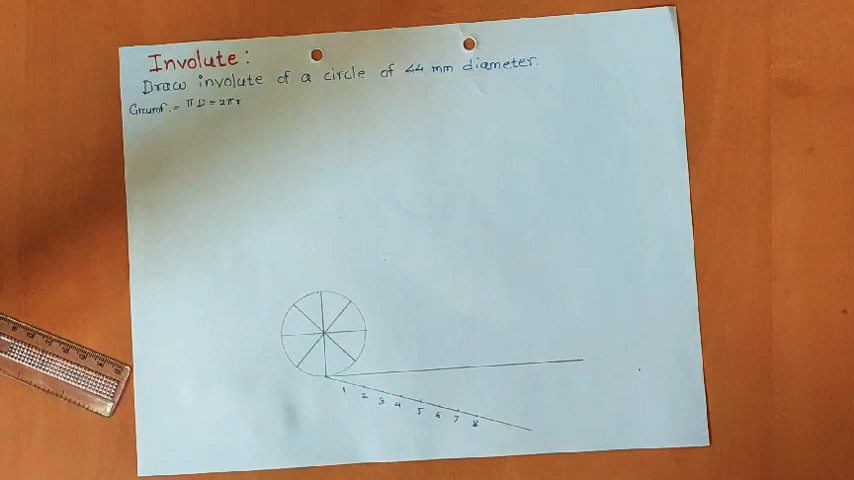 Involute:
Draw involute of a circle of 44 mm diameter.
Circumf. = πD = 2πr
1 2 3 4 5 6 7 8